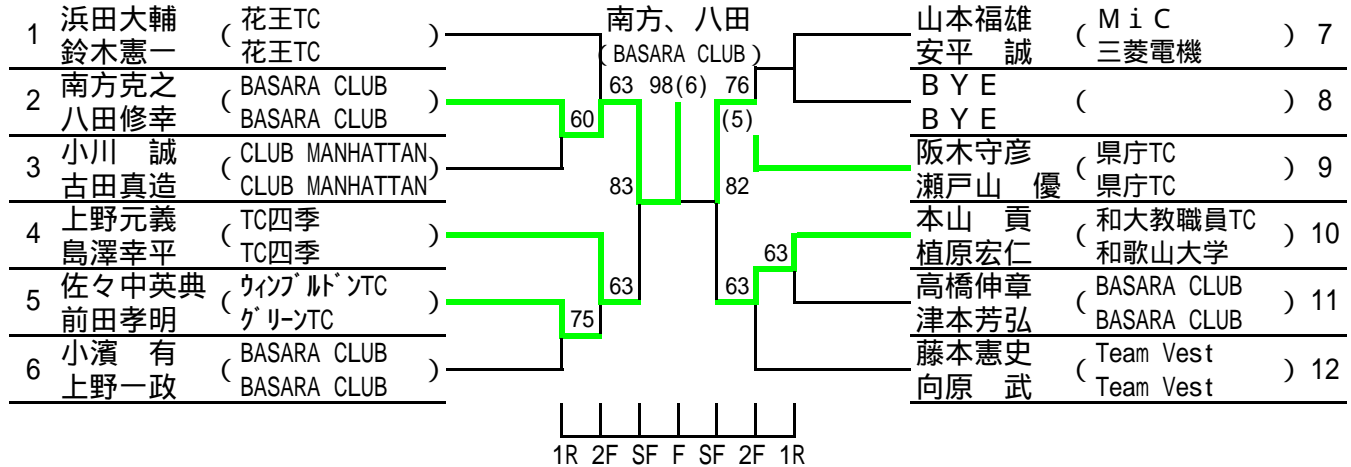 南方、八田
( BASARA CLUB )
1 浜田大輔 鈴木憲一 ( 花王TC 花王TC )
2 南方克之 八田修幸 ( BASARA CLUB BASARA CLUB )
3 小川 誠 古田真造 ( CLUB MANHATTAN CLUB MANHATTAN )
4 上野元義 島澤幸平 ( TC四季 TC四季 )
5 佐々中英典 前田孝明 ( ウィンブルドンTC グリーンTC )
6 小濱 有 上野一政 ( BASARA CLUB BASARA CLUB )
63 98(6) 76
60 (5)
83 82
63
63 63
75
山本福雄 安平 誠 ( MiC 三菱電機 ) 7
BYE BYE ( ) 8
阪木守彦 瀬戸山 優 ( 県庁TC 県庁TC ) 9
本山 貢 植原宏仁 ( 和大教職員TC 和歌山大学 ) 10
高橋伸章 津本芳弘 ( BASARA CLUB BASARA CLUB ) 11
藤本憲史 向原 武 ( Team Vest Team Vest ) 12
1R 2F SF F SF 2F 1R